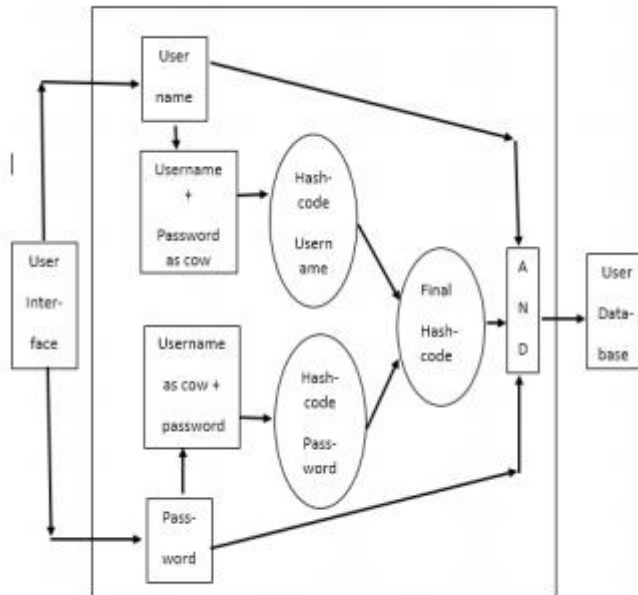 User
name
Username
+
Password
as cow
Hash-
code
Usern
ame
User
Inter-
face
Final
Hash-
code
A
N
D
User
Data-
base
Username
as cow +
password
Hash-
code
Pass-
word
Pass-
word